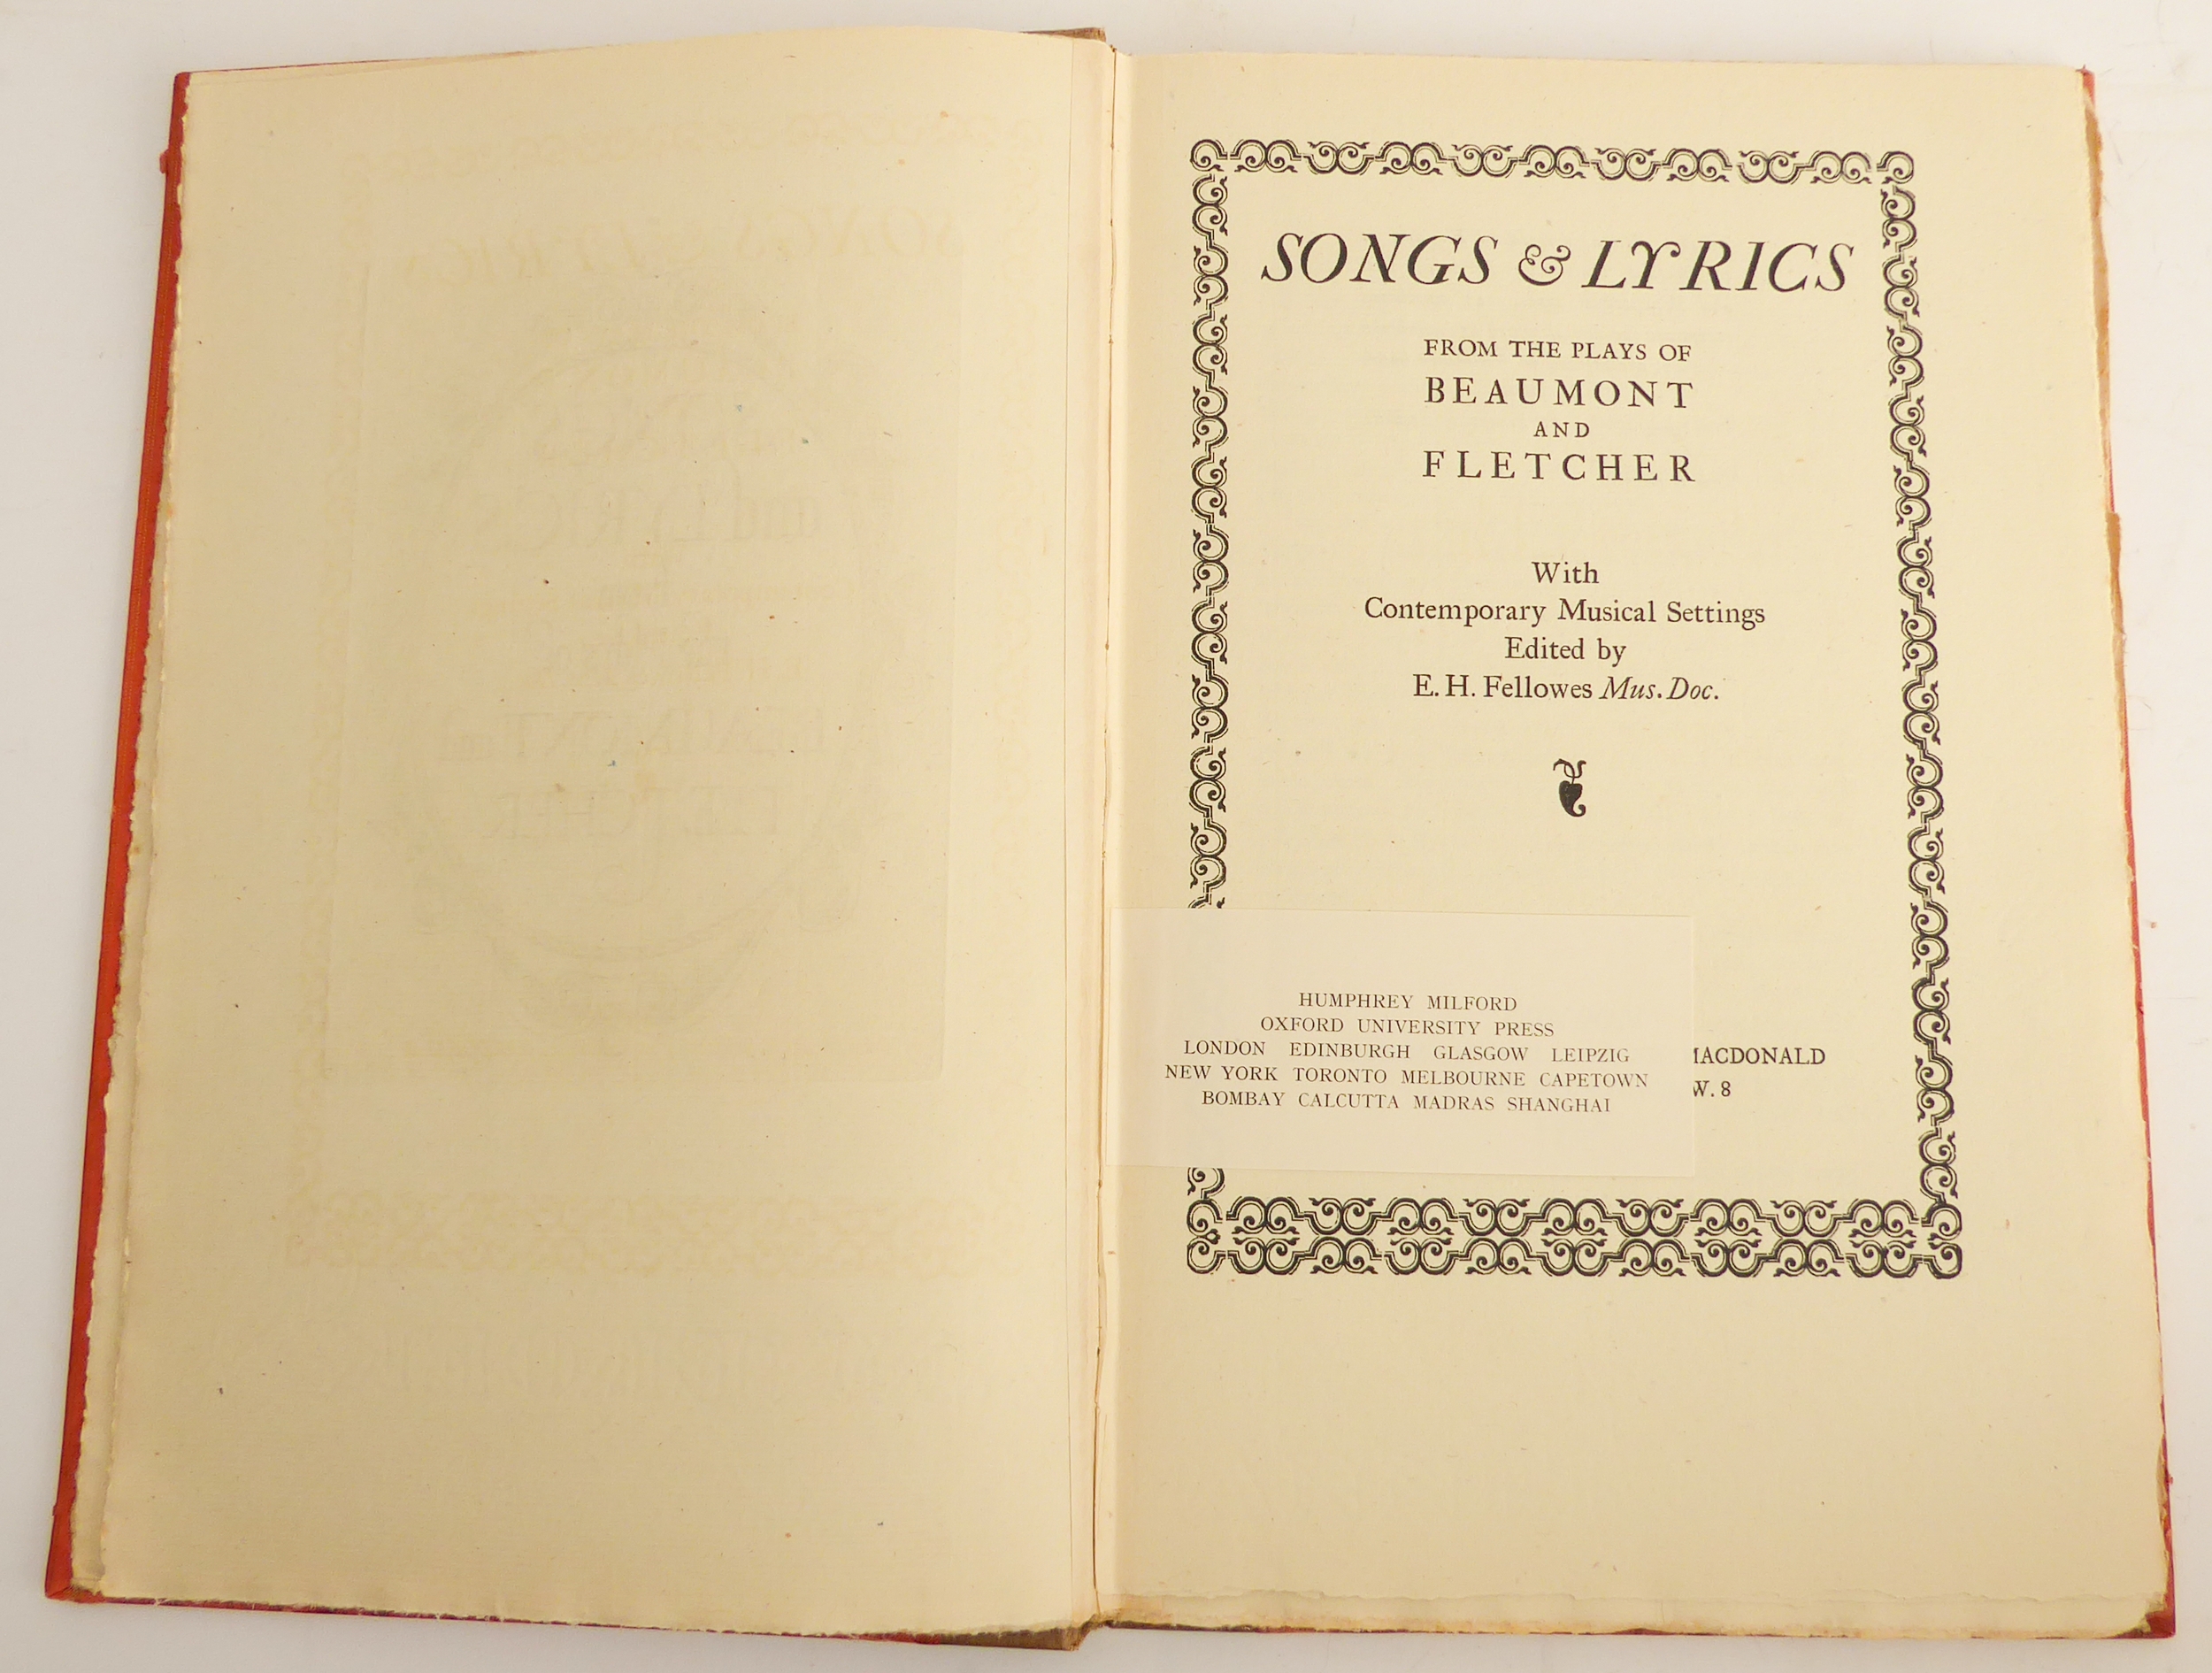 SONGS & LYRICS
FROM THE PLAYS OF
BEAUMONT
AND
FLETCHER
With
Contemporary Musical Settings
Edited by
E. H. Fellowes Mus. Doc.
HUMPHREY MILFORD
OXFORD UNIVERSITY PRESS
LONDON EDINBURGH GLASGOW LEIPZIG
NEW YORK TORONTO MELBOURNE CAPETOWN
BOMBAY CALCUTTA MADRAS SHANGHAI
MACDONALD
W. 8